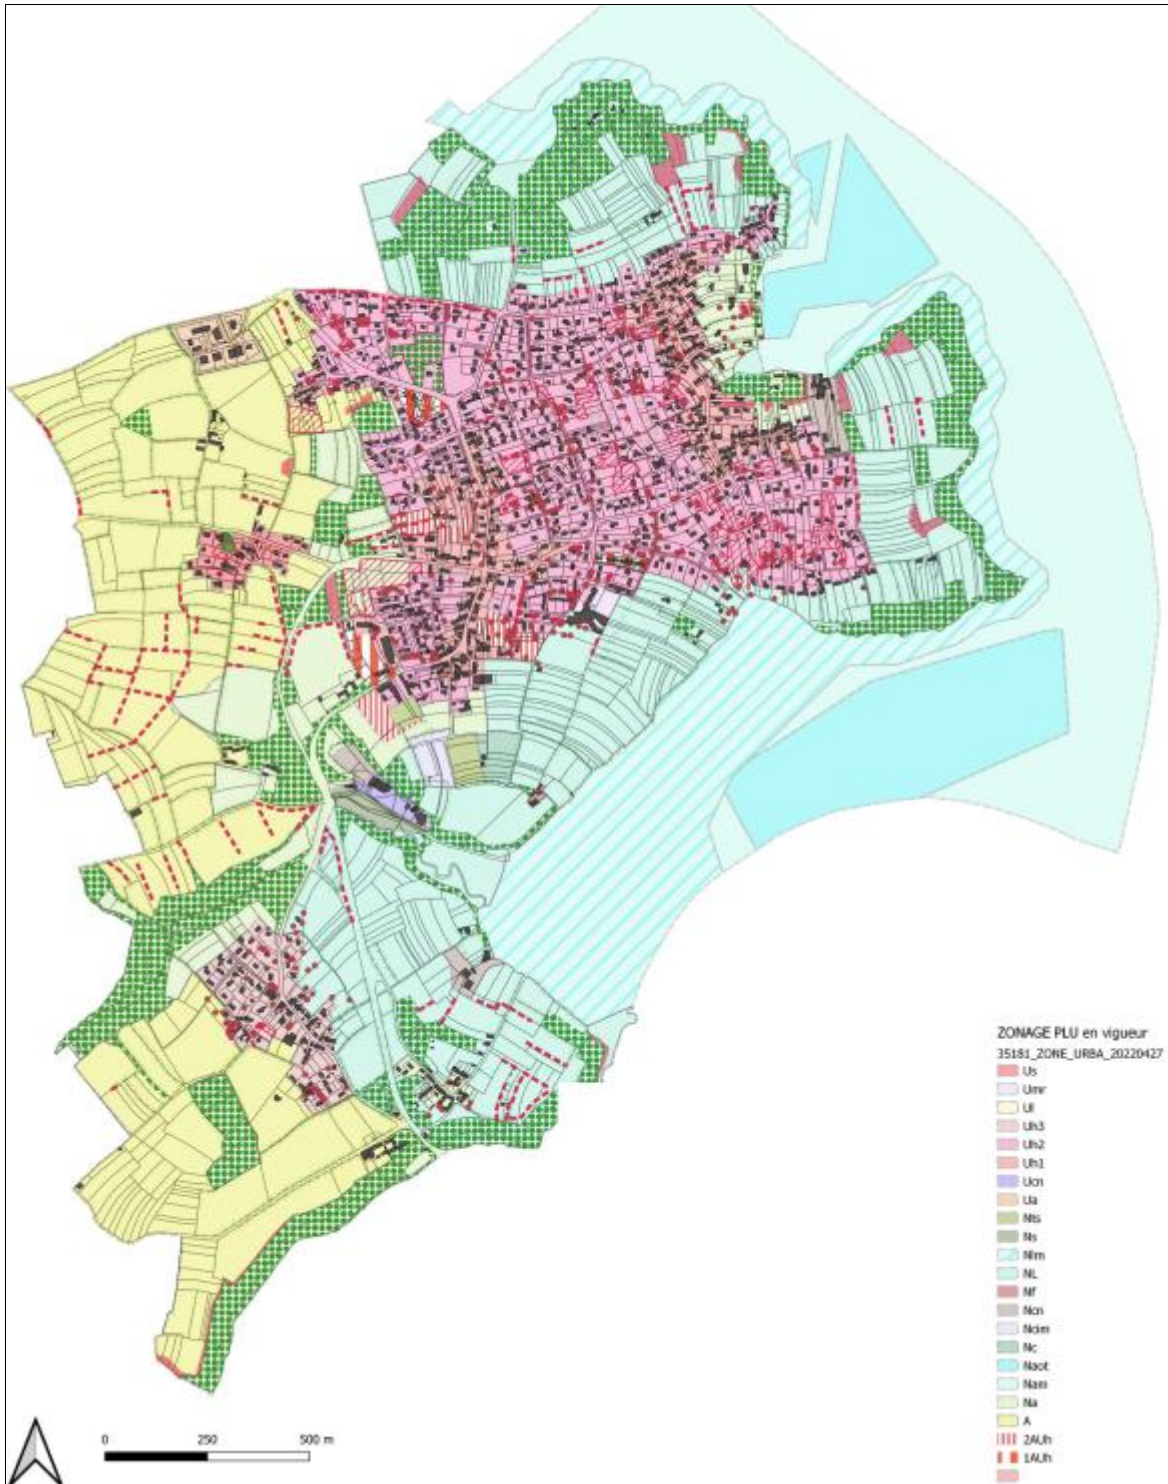 ZONAGE PLU en vigueur
35181_ZONE_URBA_20220427
Us
Umr
Ul
Uh3
Uh2
Uh1
Ucn
Ua
Nts
Ns
Nlm
NL
Nf
Ncn
Ncim
Nc
Naot
Nam
Na
A
2AUh
1AUh
0 250 500 m